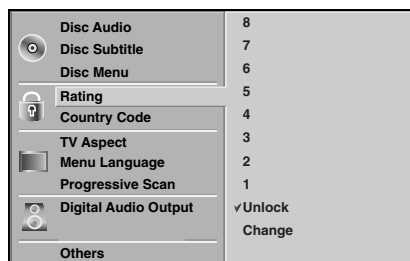 Disc Audio
Disc Subtitle
Disc Menu
Rating
Country Code
TV Aspect
Menu Language
Progressive Scan
Digital Audio Output
Others
8
7
6
5
4
3
2
1
✓Unlock
Change